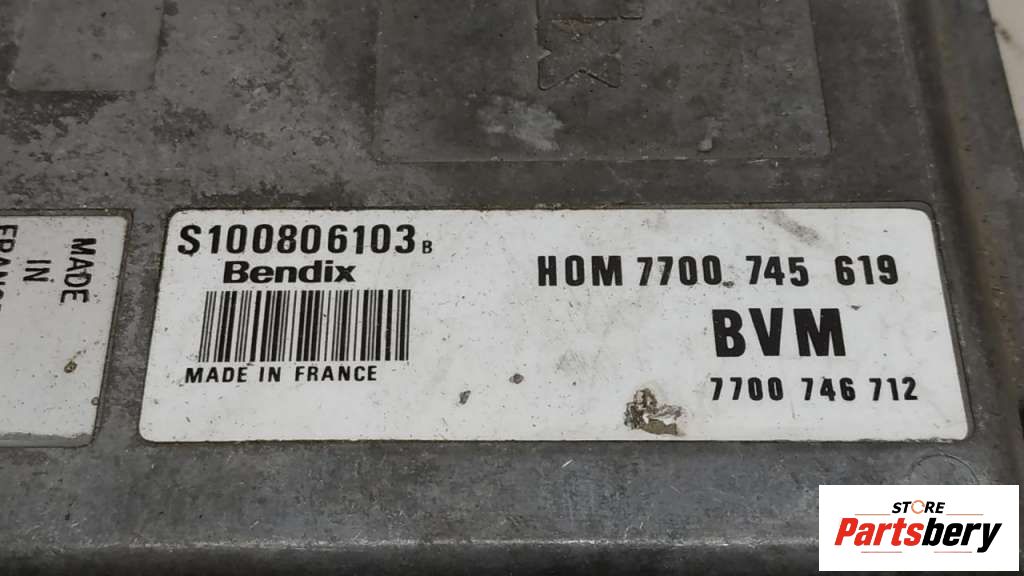 S100806103B
Bendix
MADE IN FRANCE
HOM 7700 745 619
BVM
7700 746 712
MADE
IN
STORE
Partsbery